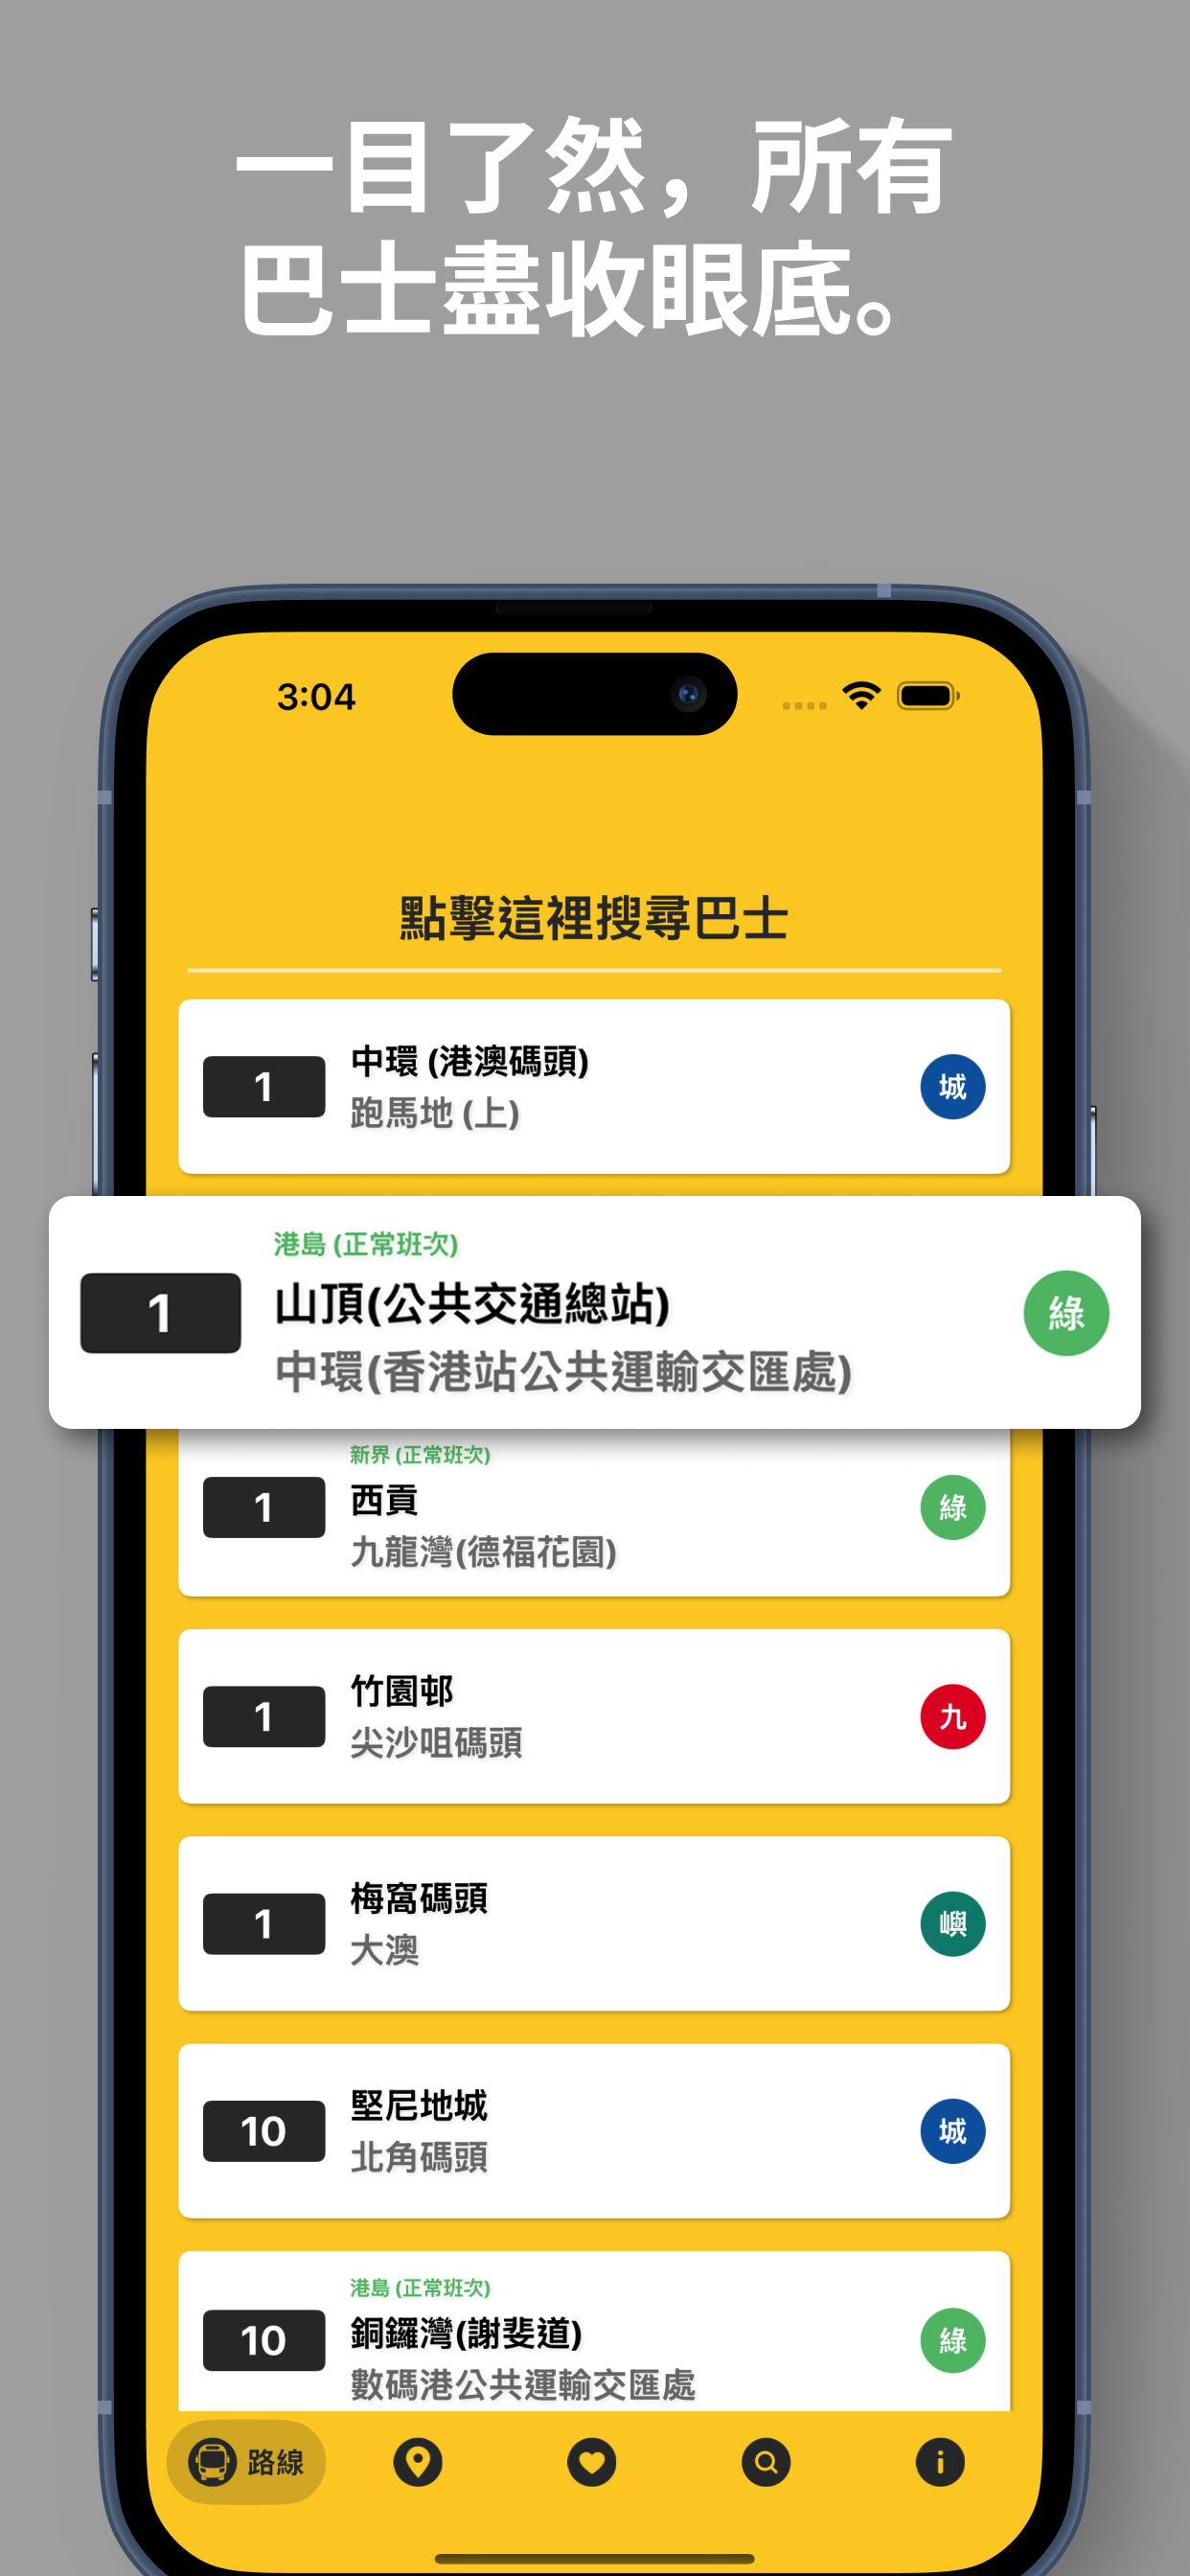 一目了然，所有
巴士盡收眼底。
3:04
點擊這裡搜尋巴士
1
中環 (港澳碼頭)
跑馬地 (上)
城
港島 (正常班次)
1
山頂(公共交通總站)
中環(香港站公共運輸交匯處)
綠
新界 (正常班次)
1
西貢
九龍灣(德福花園)
綠
1
竹園邨
尖沙咀碼頭
九
1
梅窩碼頭
大澳
嶼
10
堅尼地城
北角碼頭
城
港島 (正常班次)
10
銅鑼灣(謝斐道)
數碼港公共運輸交匯處
綠
路線